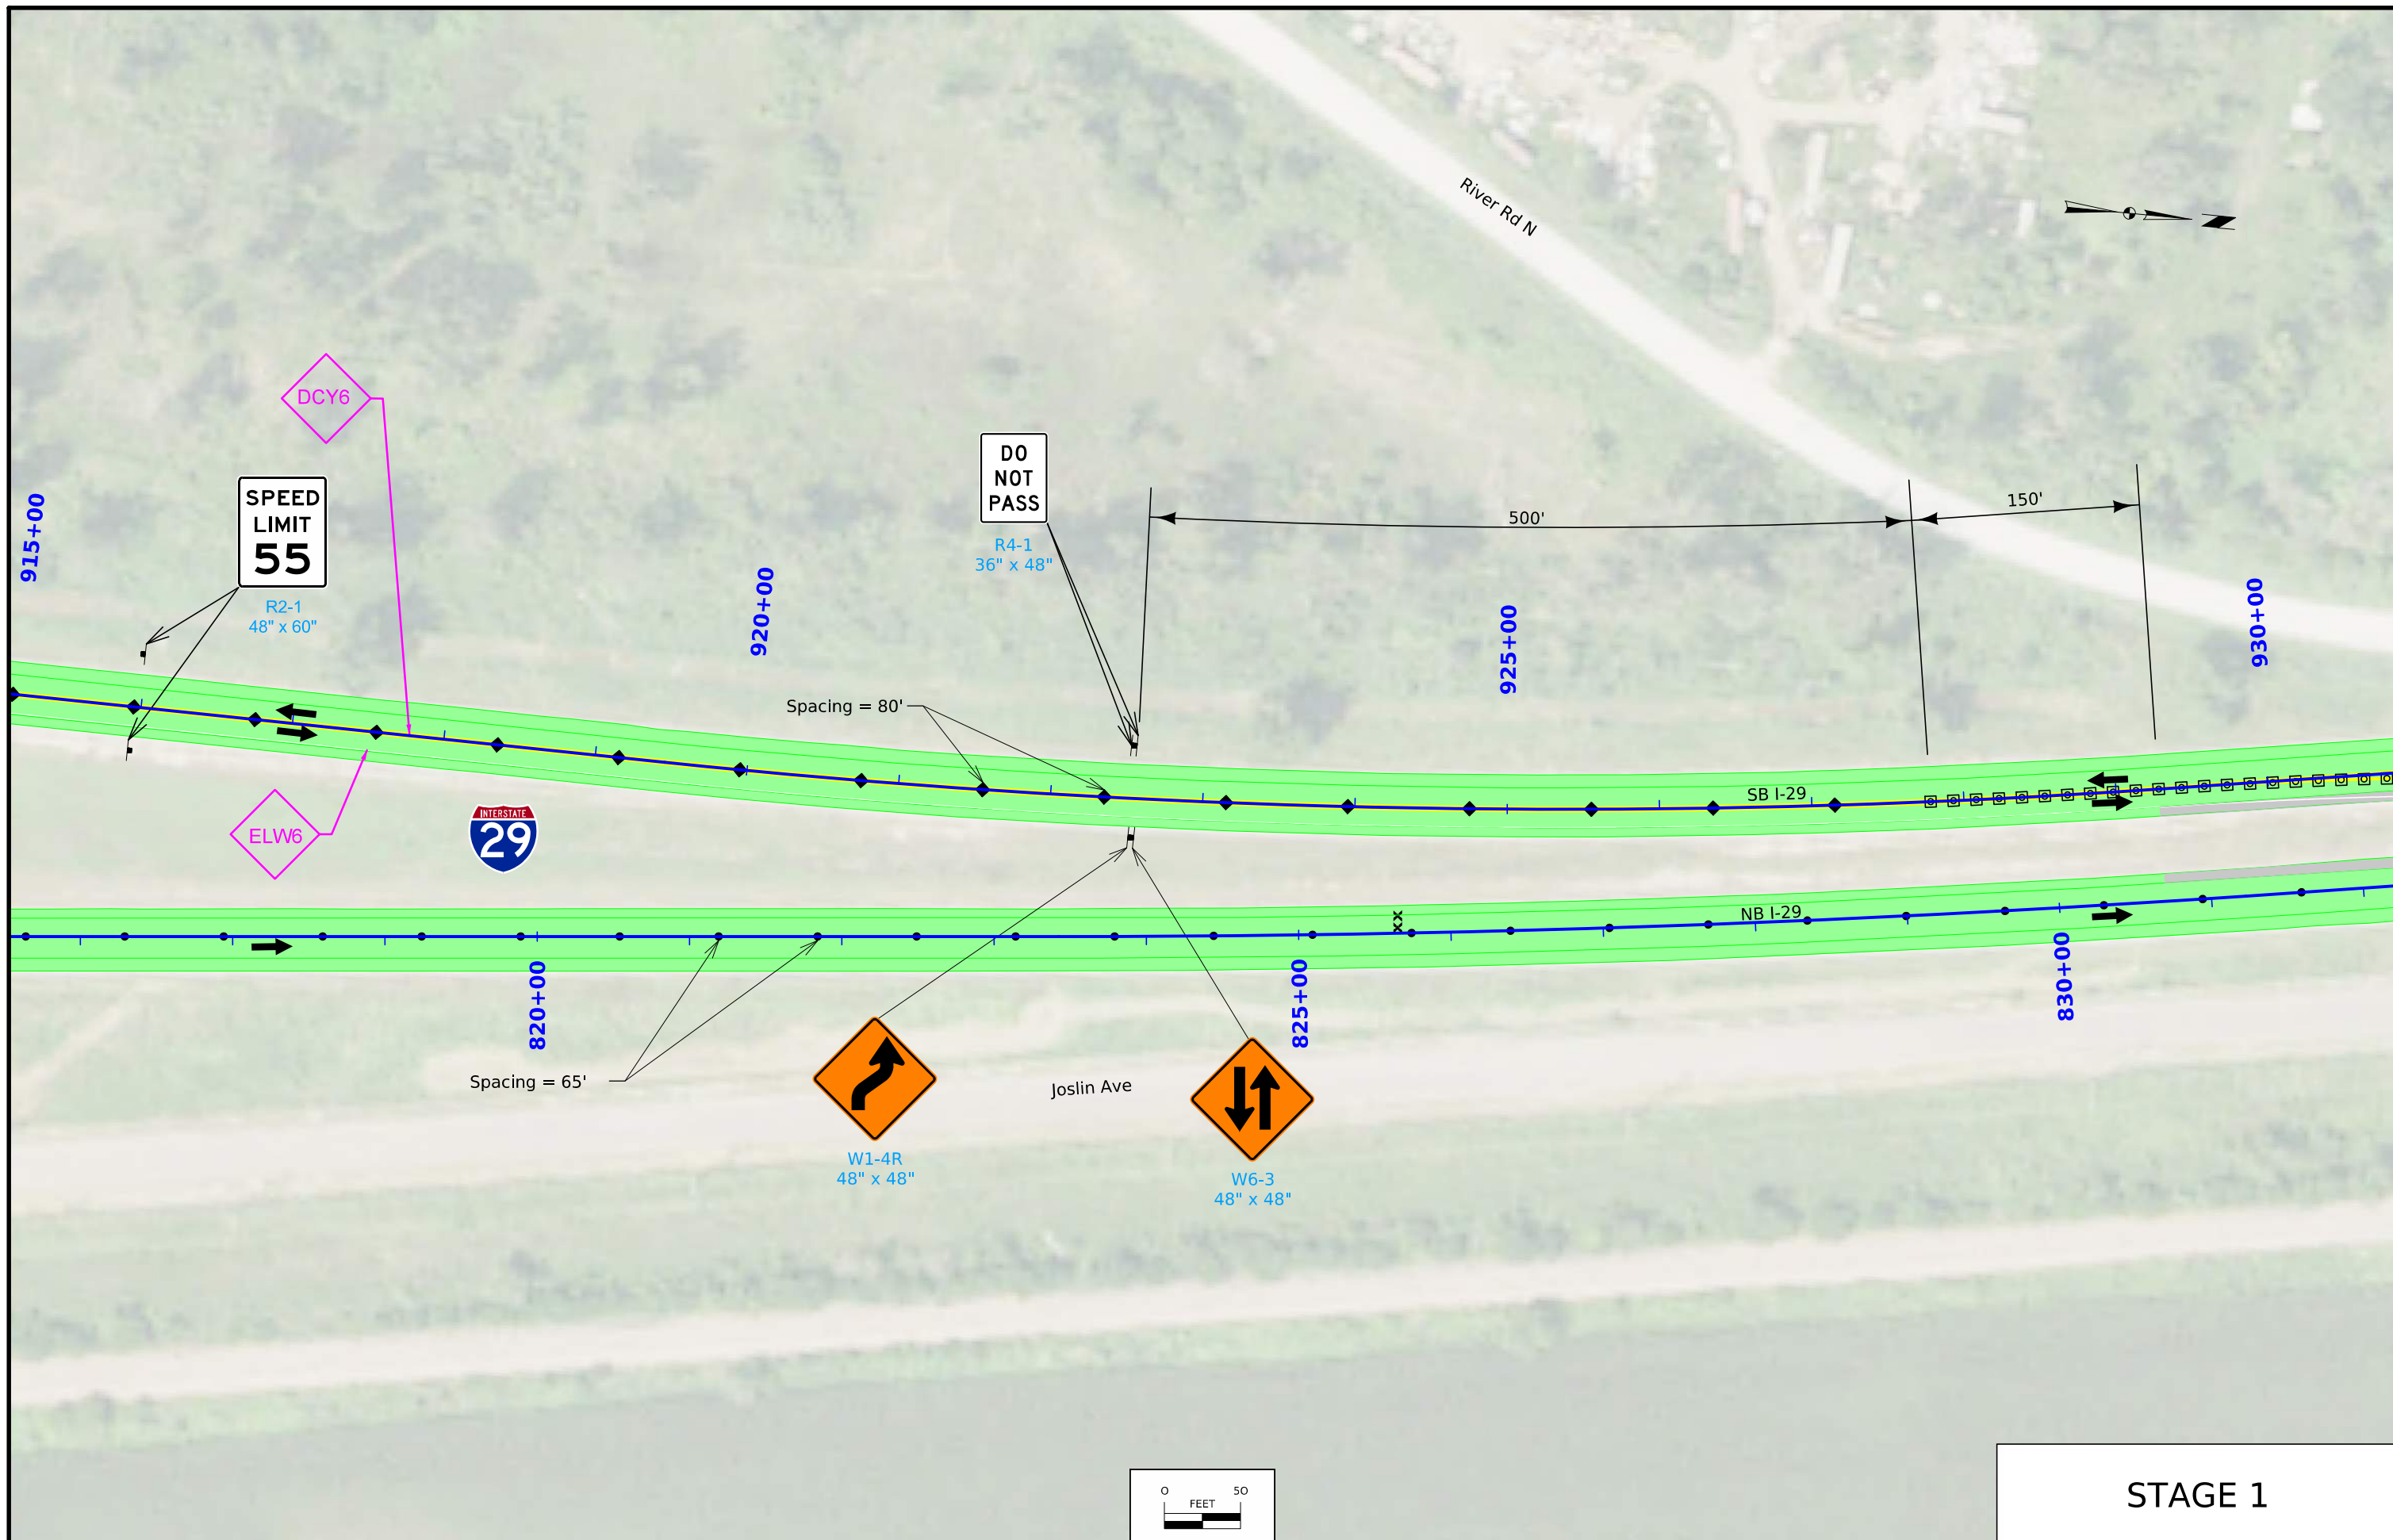 River Rd N
N
DCY6
SPEED
LIMIT
55
R2-1
48" x 60"
DO
NOT
PASS
R4-1
36" x 48"
500'
150'
915+00
920+00
925+00
930+00
Spacing = 80'
SB I-29
ELW6
INTERSTATE
29
xx
NB I-29
820+00
825+00
830+00
Spacing = 65'
Joslin Ave
W1-4R
48" x 48"
W6-3
48" x 48"
0 50
FEET
STAGE 1